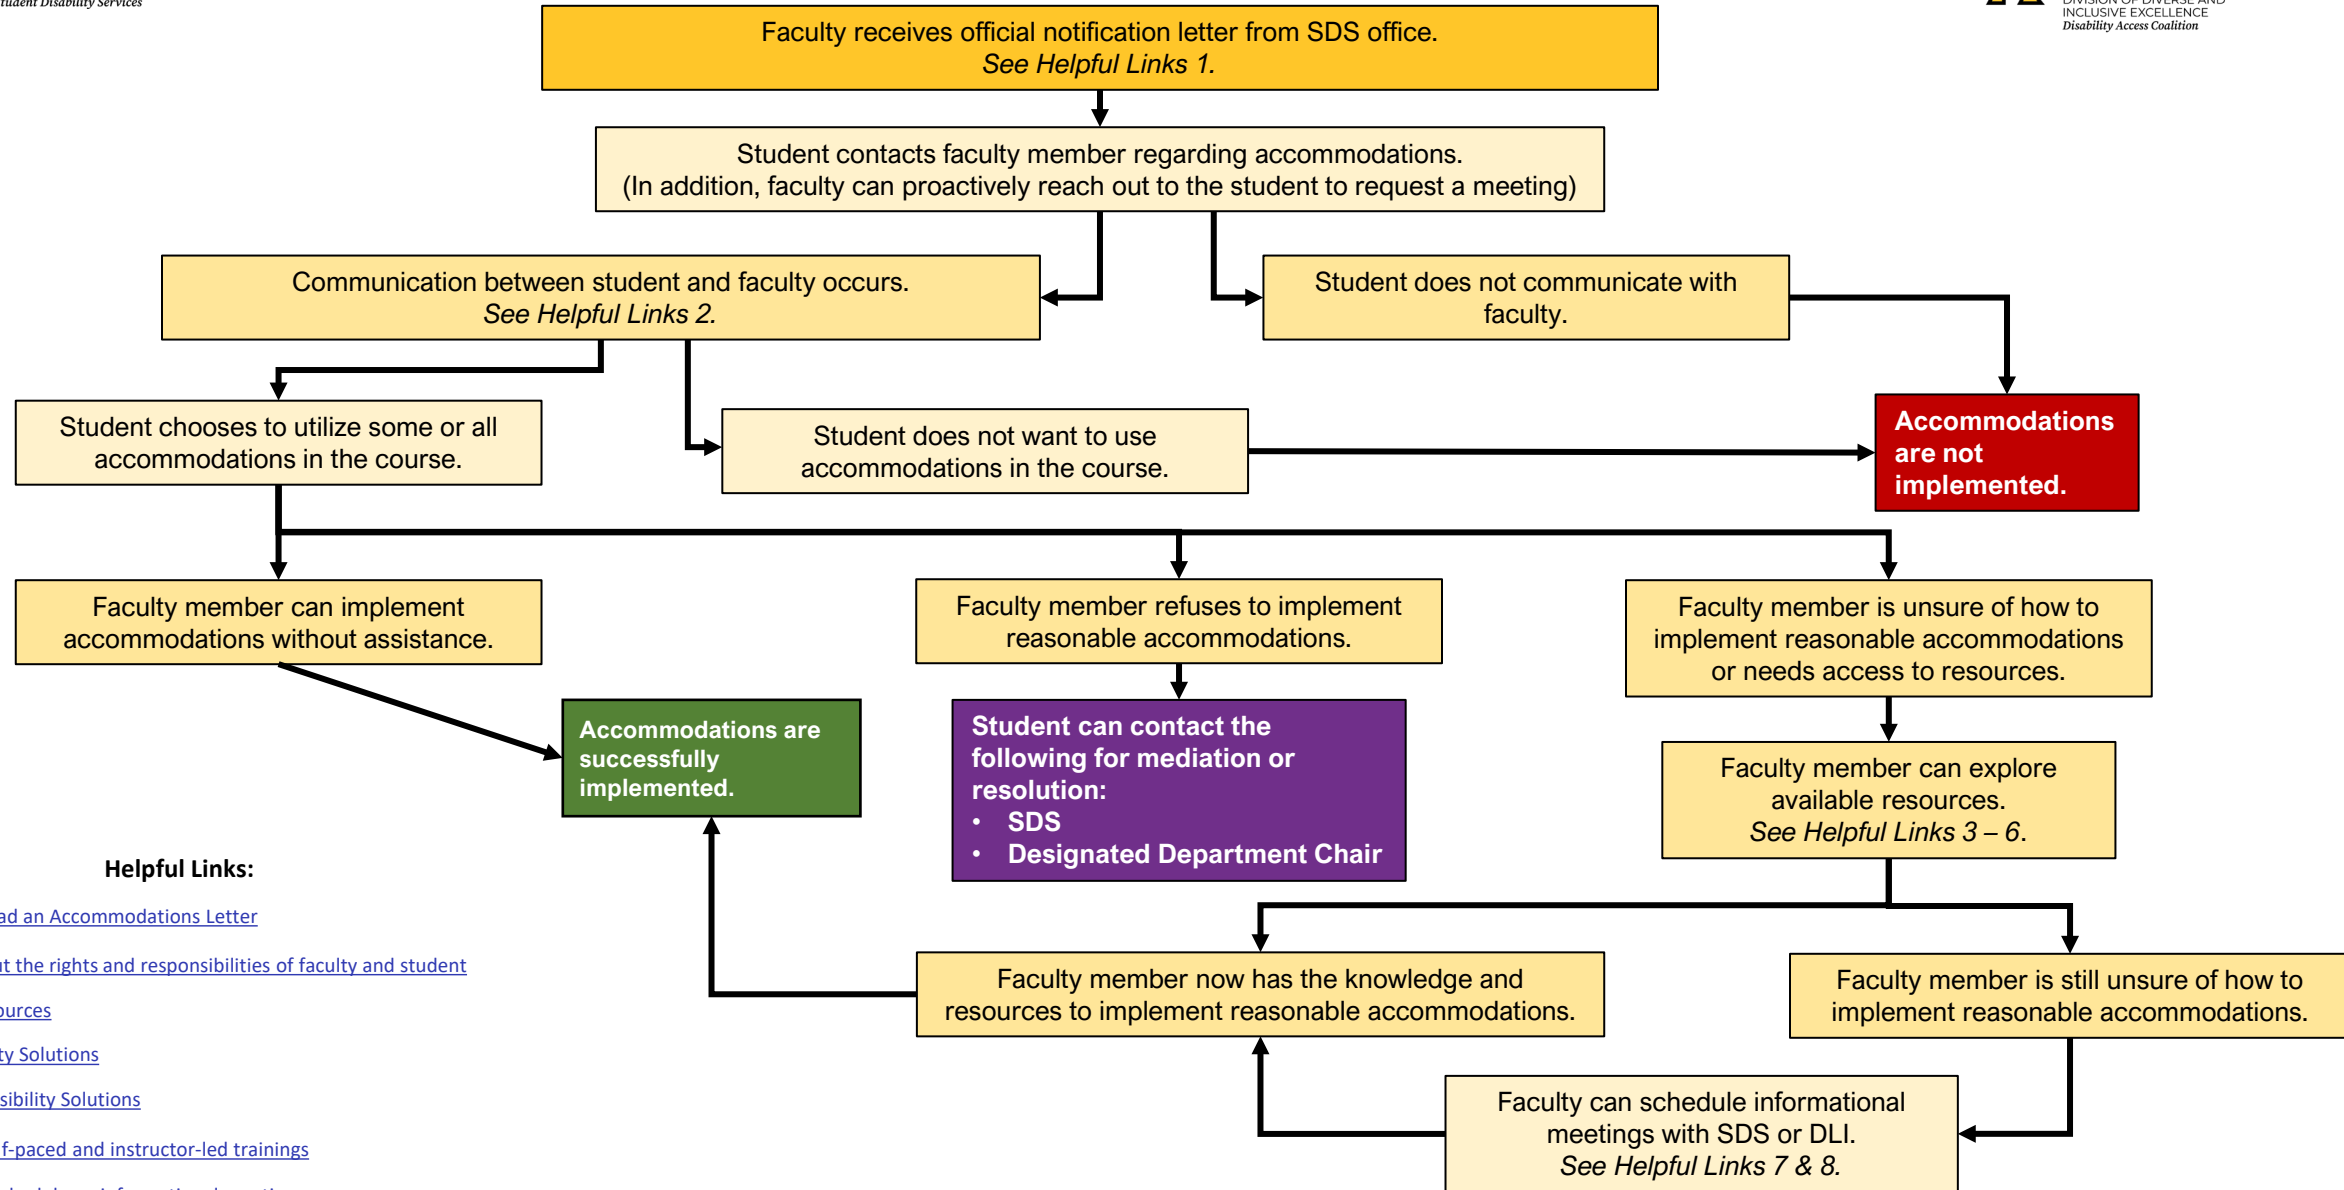 Student Disability Services
DIVISION OF DIVERSE AND
INCLUSIVE EXCELLENCE
Disability Access Coalition
Faculty receives official notification letter from SDS office.
See Helpful Links 1.
Student contacts faculty member regarding accommodations.
(In addition, faculty can proactively reach out to the student to request a meeting)
Communication between student and faculty occurs.
See Helpful Links 2.
Student does not communicate with
faculty.
Student chooses to utilize some or all
accommodations in the course.
Student does not want to use
accommodations in the course.
Accommodations
are not
implemented.
Faculty member can implement
accommodations without assistance.
Faculty member refuses to implement
reasonable accommodations.
Faculty member is unsure of how to
implement reasonable accommodations
or needs access to resources.
Accommodations are
successfully
implemented.
Student can contact the
following for mediation or
resolution:
• SDS
• Designated Department Chair
Faculty member can explore
available resources.
See Helpful Links 3 – 6.
Helpful Links:
an Accommodations Letter
the rights and responsibilities of faculty and student
Solutions
Solutions
and instructor-led trainings
Faculty member now has the knowledge and
resources to implement reasonable accommodations.
Faculty member is still unsure of how to
implement reasonable accommodations.
Faculty can schedule informational
meetings with SDS or DLI.
See Helpful Links 7 & 8.